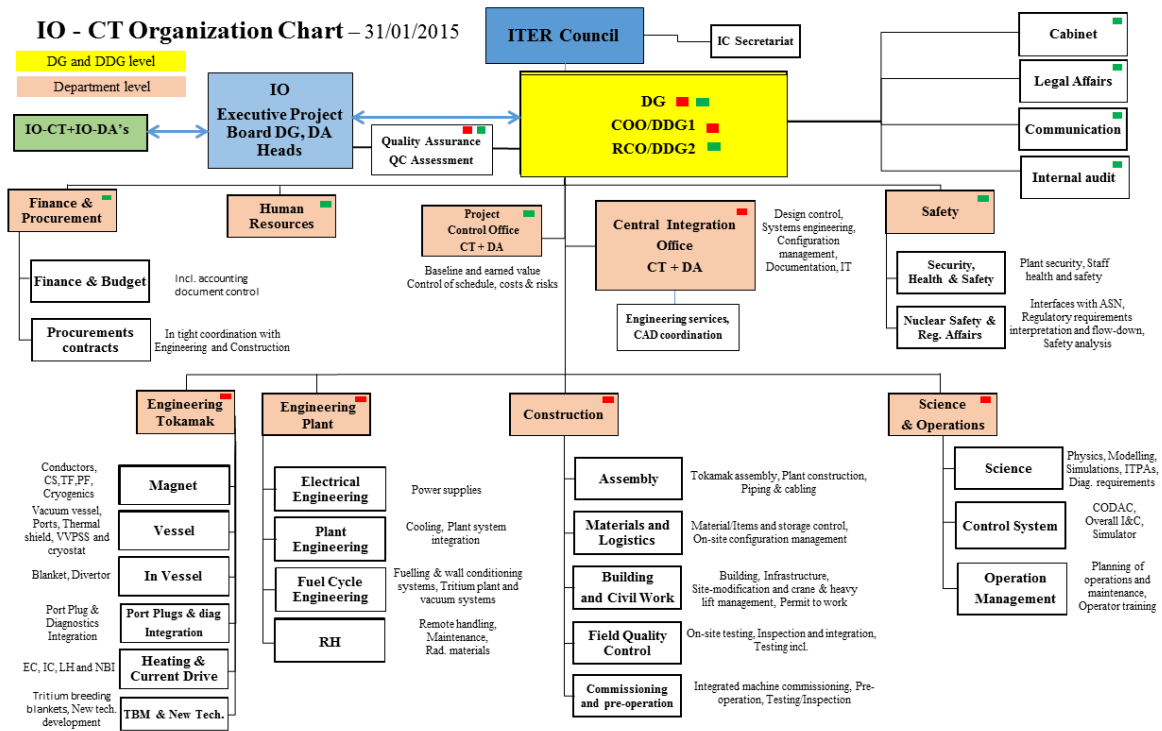 IO - CT Organization Chart – 31/01/2015
DG and DDG level
Department level
ITER Council
IC Secretariat
Cabinet
Legal Affairs
Communication
Internal audit
IO-CT+IO-DA's
IO
Executive Project
Board DG, DA
Heads
Quality Assurance
QC Assessment
DG
COO/DDG1
RCO/DDG2
Finance &
Procurement
Human
Resources
Project
Control Office
CT + DA
Baseline and earned value
Control of schedule, costs & risks
Central Integration
Office
CT + DA
Design control,
Systems engineering,
Configuration
management,
Documentation, IT
Engineering services,
CAD coordination
Safety
Finance & Budget
Incl. accounting
document control
Procurements
contracts
In tight coordination with
Engineering and Construction
Security,
Health & Safety
Plant security, Staff
health and safety
Nuclear Safety &
Reg. Affairs
Interfaces with ASN,
Regulatory requirements
interpretation and flow-down,
Safety analysis
Engineering
Tokamak
Conductors,
CS,TF,PF,
Cryogenics
Magnet
Vacuum vessel,
Ports, Thermal
shield, VVPSS and
cryostat
Vessel
Blanket, Divertor
In Vessel
Port Plug &
Diagnostics
Integration
Port Plugs & diag
Integration
EC, IC, LH and NBI
Heating &
Current Drive
Tritium breeding
blankets, New tech.
development
TBM & New Tech.
Engineering
Plant
Electrical
Engineering
Power supplies
Plant
Engineering
Cooling, Plant system
integration
Fuel Cycle
Engineering
Fuelling & wall conditioning
systems, Tritium plant and
vacuum systems
RH
Remote handling,
Maintenance,
Rad. materials
Construction
Assembly
Tokamak assembly, Plant construction,
Piping & cabling
Materials and
Logistics
Material/Items and storage control,
On-site configuration management
Building
and Civil Work
Building, Infrastructure,
Site-modification and crane & heavy
lift management, Permit to work
Field Quality
Control
On-site testing, Inspection and integration,
Testing incl.
Commissioning
and pre-operation
Integrated machine commissioning, Pre-
operation, Testing/Inspection
Science
& Operations
Science
Physics, Modelling,
Simulations, ITPAs,
Diag. requirements
Control System
CODAC,
Overall I&C,
Simulator
Operation
Management
Planning of
operations and
maintenance,
Operator training